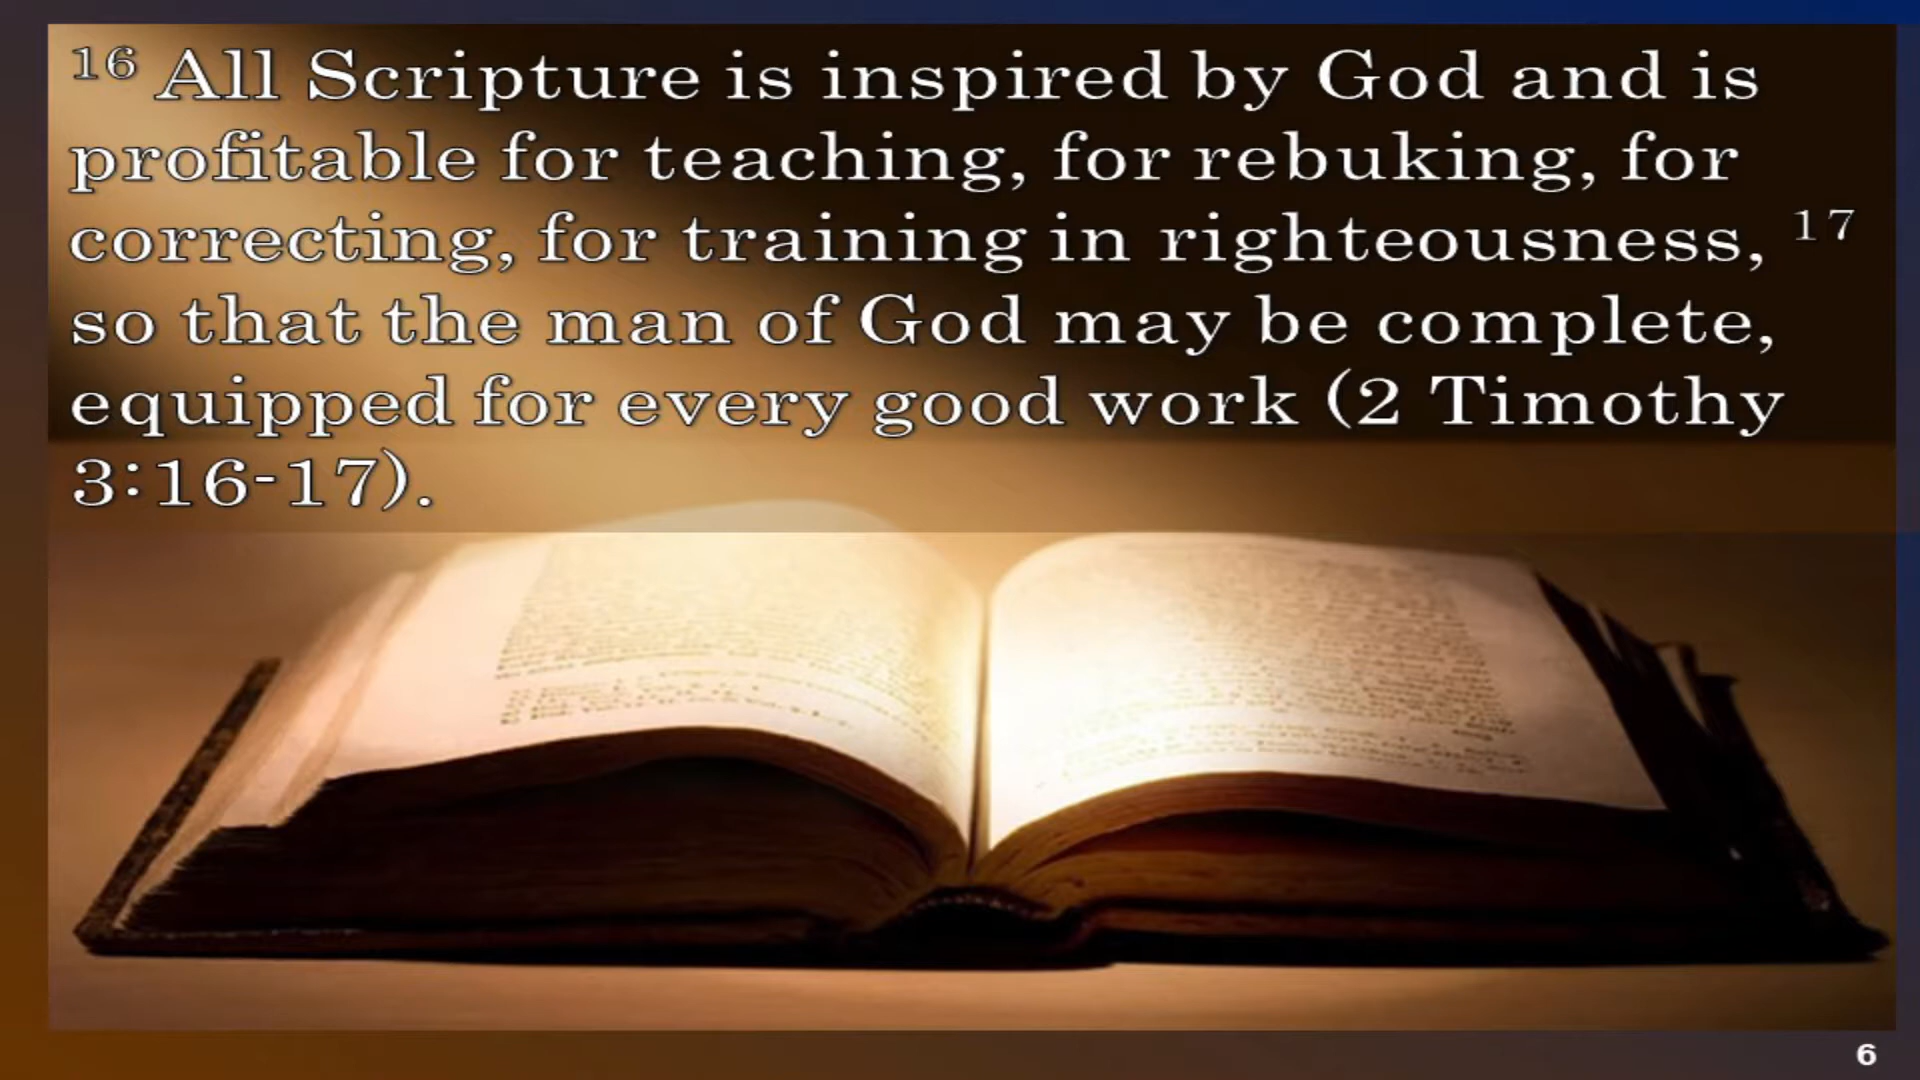 16 All Scripture is inspired by God and is
profitable for teaching, for rebuking, for
correcting, for training in righteousness, 17
so that the man of God may be complete,
equipped for every good work (2 Timothy
3:16-17).
6